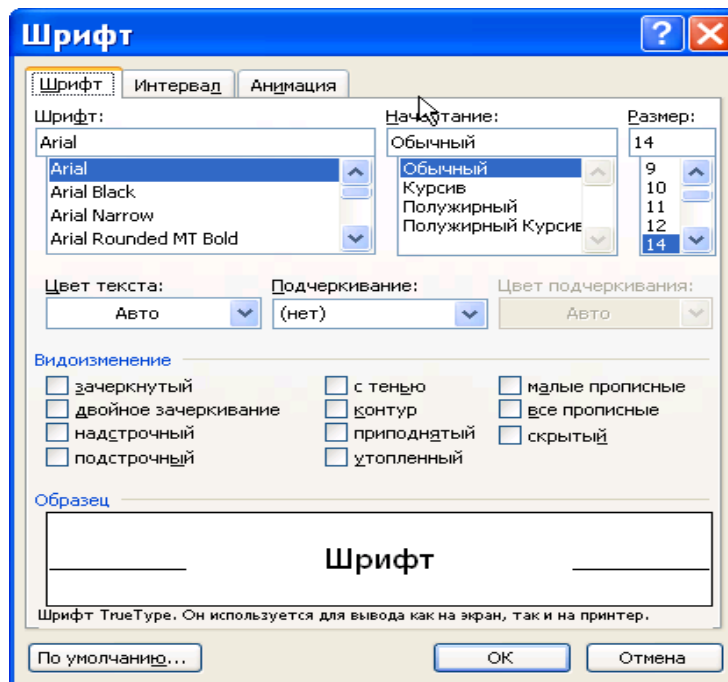 Шрифт
Шрифт Интервал Анимация
Шрифт: Начертание: Размер:
Arial Обычный 14
Arial Обычный 9
Arial Black Курсив 10
Arial Narrow Полужирный 11
Arial Rounded MT Bold Полужирный Курсив 12
14
Цвет текста: Подчеркивание: Цвет подчеркивания:
Авто (нет) Авто
Видоизменение
зачеркнутый с тенью малые прописные
двойное зачеркивание контур все прописные
надстрочный приподнятый скрытый
подстрочный утопленный
Образец
Шрифт
Шрифт TrueType. Он используется для вывода как на экран, так и на принтер.
По умолчанию... ОК Отмена